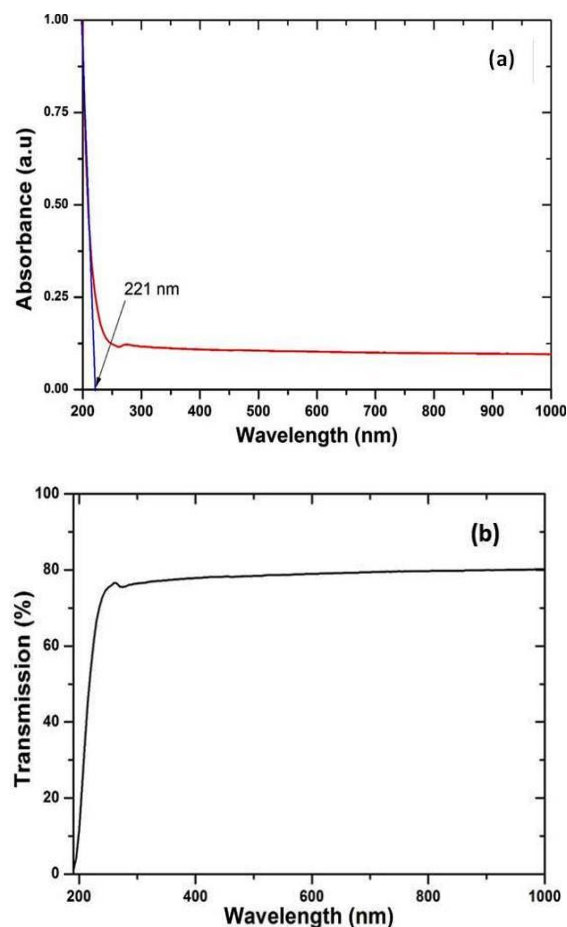 (a)
Absorbance (a.u)
1.00
0.75
0.50
0.25
0.00
221 nm
200 300 400 500 600 700 800 900 1000
Wavelength (nm)
(b)
Transmission (%)
100
80
60
40
20
0
200 400 600 800 1000
Wavelength (nm)